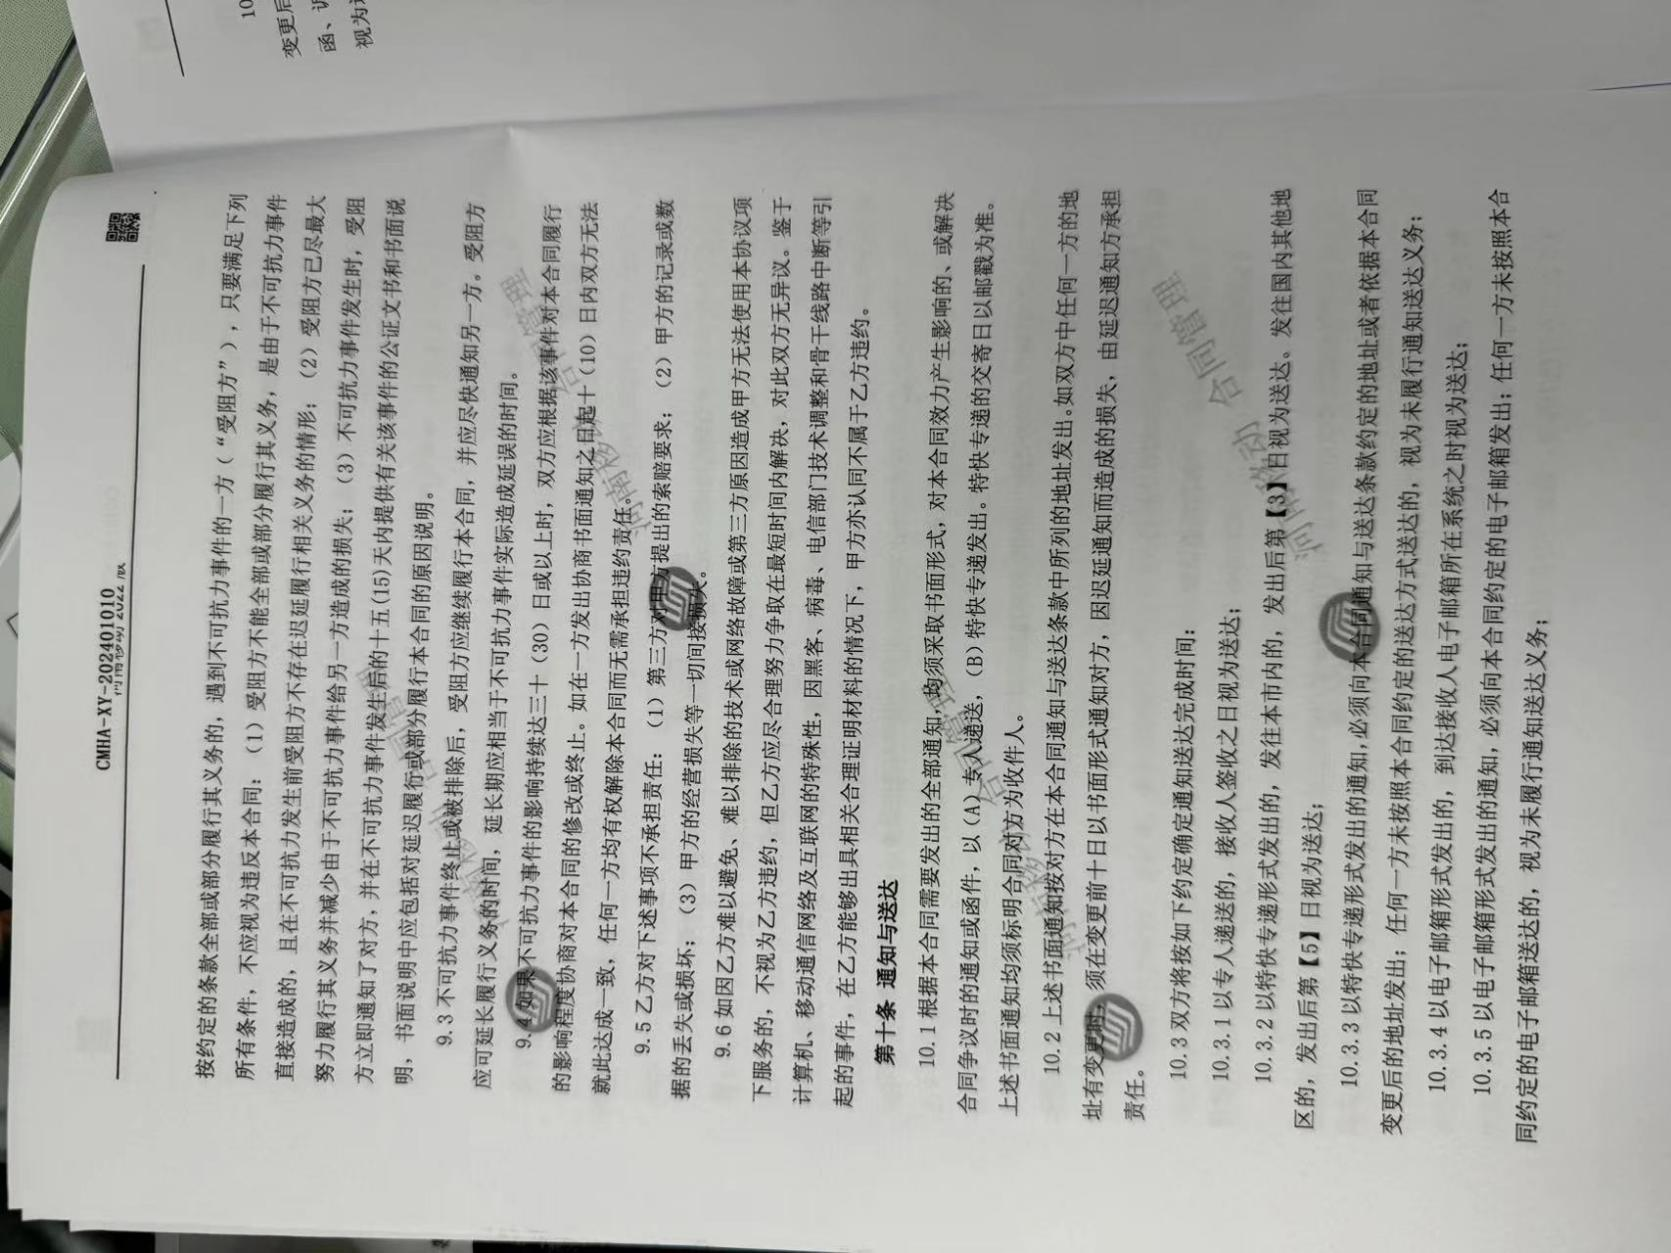 CMHA-XY-20240101​0
河南移动 2022 版
按约定的条款全部或部分履行其义务的，遇到不可抗力事件的一方（“受阻方”），只要满足下列
所有条件，不应视为违反本合同：（1）受阻方不能全部或部分履行其义务，是由于不可抗力事件
直接造成的，且在不可抗力发生前受阻方不存在迟延履行相关义务的情形；（2）受阻方已尽最大
努力履行其义务并减少由于不可抗力事件给另一方造成的损失；（3）不可抗力事件发生时，受阻
方立即通知了对方，并在不可抗力事件发生后的十五(15)天内提供有关该事件的公证文书和书面说
明，书面说明中应包括对延迟履行或部分履行本合同的原因说明。
9.3 不可抗力事件终止或被排除后，受阻方应继续履行本合同，并应尽快通知另一方。受阻方
应可延长履行义务的时间，延长期应相当于不可抗力事件实际造成延误的时间。
9.4 如果不可抗力事件的影响持续达三十（30）日或以上时，双方应根据该事件对本合同履行
的影响程度协商对本合同的修改或终止。如在一方发出协商书面通知之日起十（10）日内双方无法
就此达成一致，任何一方均有权解除本合同而无需承担违约责任。
9.5 乙方对下述事项不承担责任：（1）第三方对甲方提出的索赔要求；（2）甲方的记录或数
据的丢失或损坏；（3）甲方的经营损失等一切间接损失。
9.6 如因乙方难以避免、难以排除的技术或网络故障或第三方原因造成甲方无法使用本协议项
下服务的，不视为乙方违约，但乙方应尽合理努力争取在最短时间内解决，对此双方无异议。鉴于
计算机、移动通信网络及互联网的特殊性，因黑客、病毒、电信部门技术调整和骨干线路中断等引
起的事件，在乙方能够出具相关合理证明材料的情况下，甲方亦认同不属于乙方违约。
第十条 通知与送达
10.1 根据本合同需要发出的全部通知，均须采取书面形式，对本合同效力产生影响的、或解决
合同争议时的通知或函件，以（A）专人递送，（B）特快专递发出。特快专递的交寄日以邮戳为准。
上述书面通知均须标明合同对方为收件人。
10.2 上述书面通知按对方在本合同通知与送达条款中所列的地址发出。如双方中任何一方的地
址有变更时，须在变更前十日以书面形式通知对方，因迟延通知而造成的损失，由延迟通知方承担
责任。
10.3 双方将按如下约定确定通知送达完成时间；
10.3.1 以专人递送的，接收人签收之日视为送达；
10.3.2 以特快专递形式发出的，发往本市内的，发出后第【3】日视为送达。发往国内其他地
区的，发出后第【5】日视为送达；
10.3.3 以特快专递形式发出的通知，必须向本合同通知与送达条款约定的地址或者依据本合同
变更后的地址发出；任何一方未按照本合同约定的送达方式送达的，视为未履行通知送达义务；
10.3.4 以电子邮箱形式发出的，到达接收人电子邮箱所在系统之时视为送达；
10.3.5 以电子邮箱形式发出的通知，必须向本合同约定的电子邮箱发出；任何一方未按照本合
同约定的电子邮箱送达的，视为未履行通知送达义务；
河南移动 合同管理
河南移动 合同管理
河南移动 合同管理
河南移动 合同管理
10
变更后
函、诉
视为